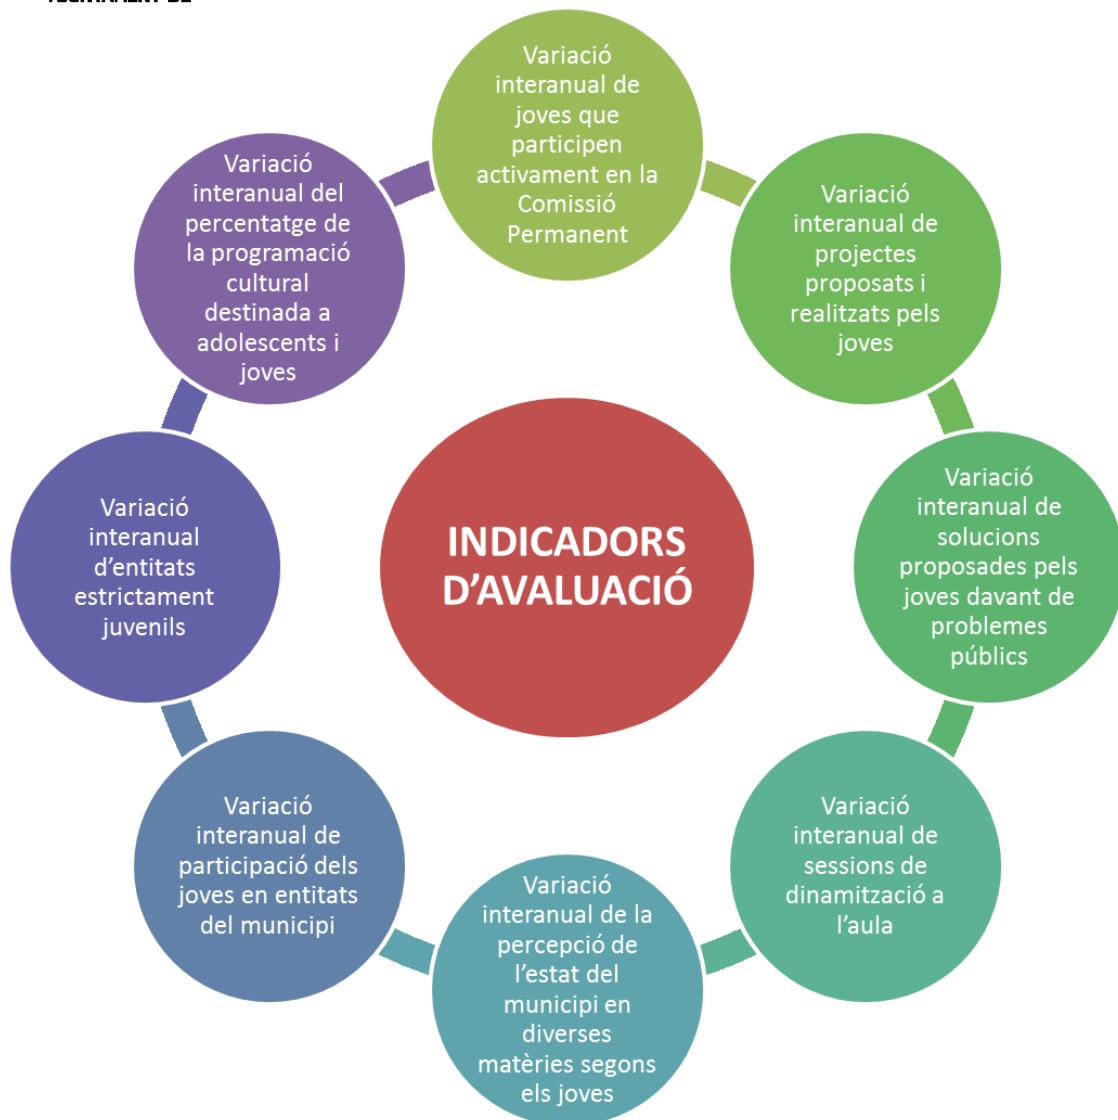 AJUNTAMENT DE
Variació
interanual de
joves que
participen
activament en la
Comissió
Permanent
Variació
interanual de
projectes
proposats i
realitzats pels
joves
Variació
interanual de
solucions
proposades pels
joves davant de
problemes
públics
Variació
interanual de
sessions de
dinamització a
l’aula
Variació
interanual de la
percepció de
l’estat del
municipi en
diverses
matèries segons
els joves
Variació
interanual de
participació dels
joves en entitats
del municipi
Variació
interanual
d’entitats
estrictament
juvenils
Variació
interanual del
percentatge de
la programació
cultural
destinada a
adolescents i
joves
INDICADORS
D’AVALUACIÓ